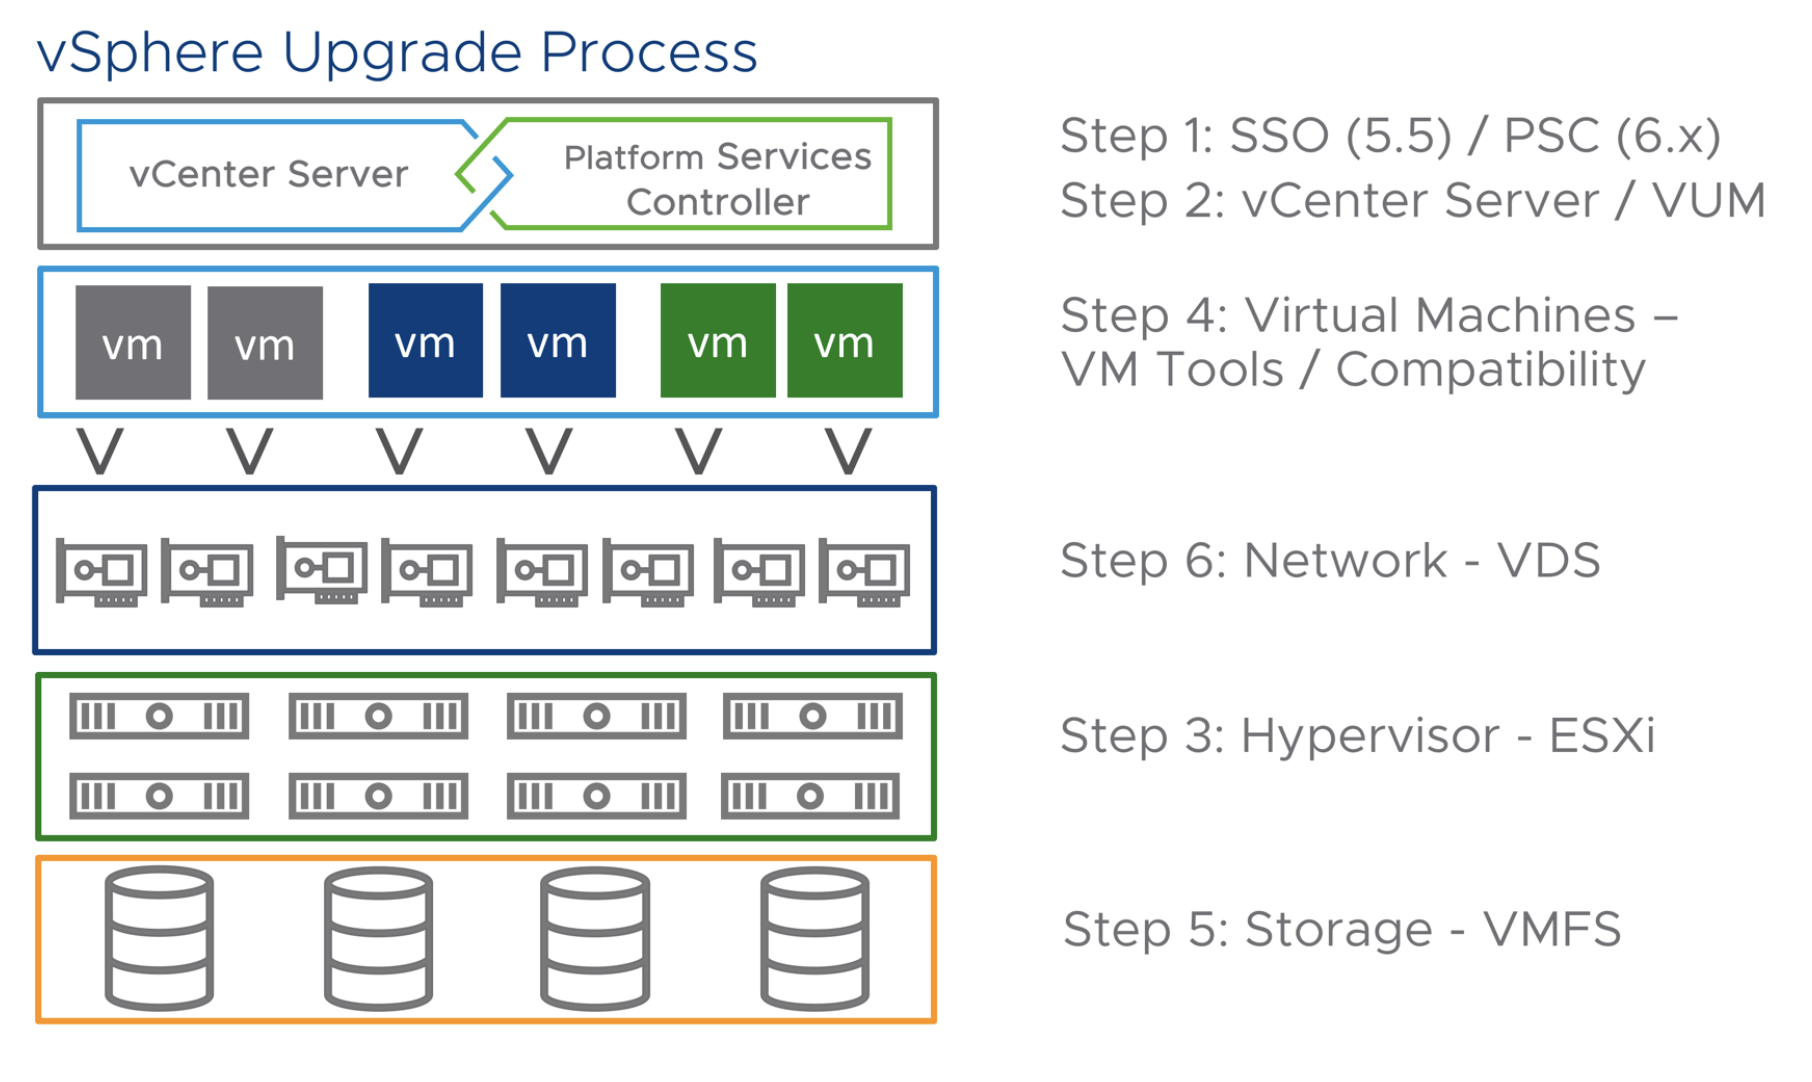 vSphere Upgrade Process
vCenter Server
Platform Services
Controller
Step 1: SSO (5.5) / PSC (6.x)
Step 2: vCenter Server / VUM
vm
vm
vm
vm
vm
vm
Step 4: Virtual Machines –
VM Tools / Compatibility
Step 6: Network - VDS
Step 3: Hypervisor - ESXi
Step 5: Storage - VMFS